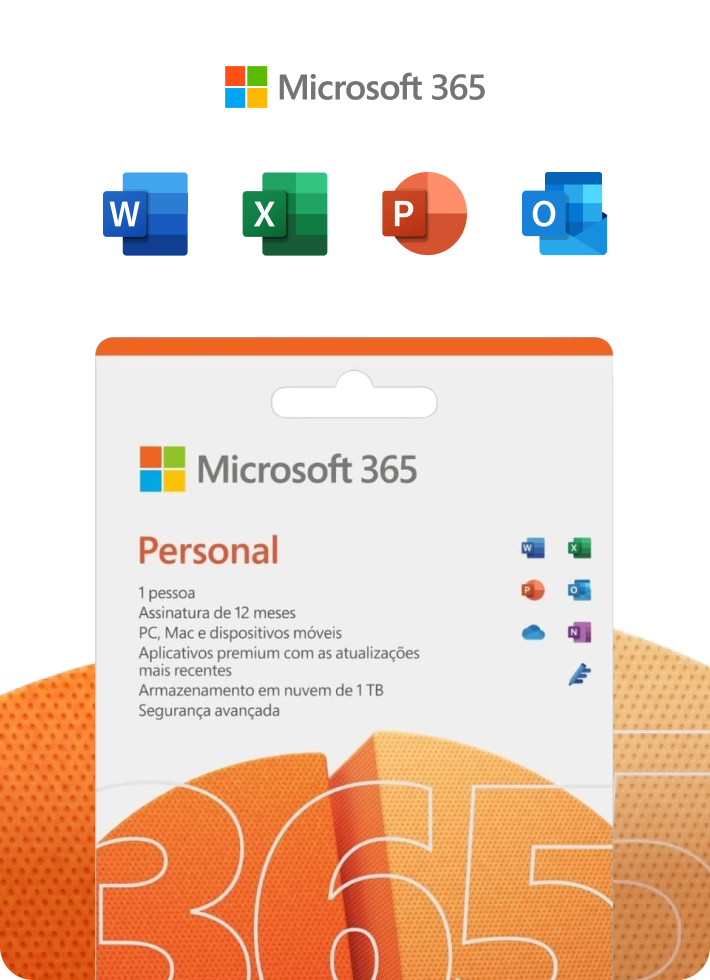 Microsoft 365
W X P O
Microsoft 365
Personal
1 pessoa
Assinatura de 12 meses
PC, Mac e dispositivos móveis
Aplicativos premium com as atualizações
mais recentes
Armazenamento em nuvem de 1 TB
Segurança avançada
W X
P O
N
365